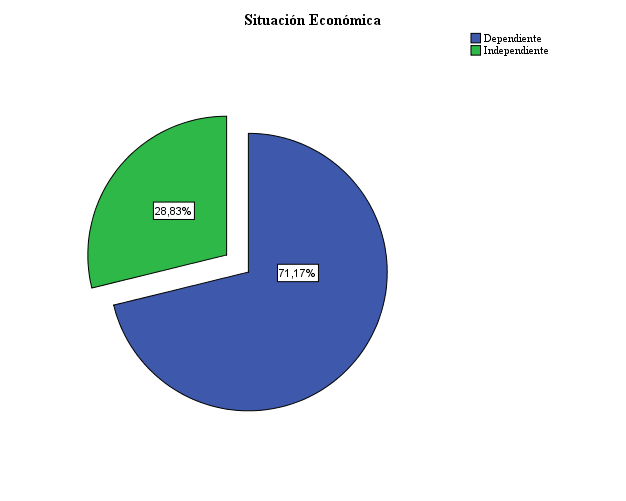 Situación Económica
Dependiente
Independiente
28,83%
71,17%